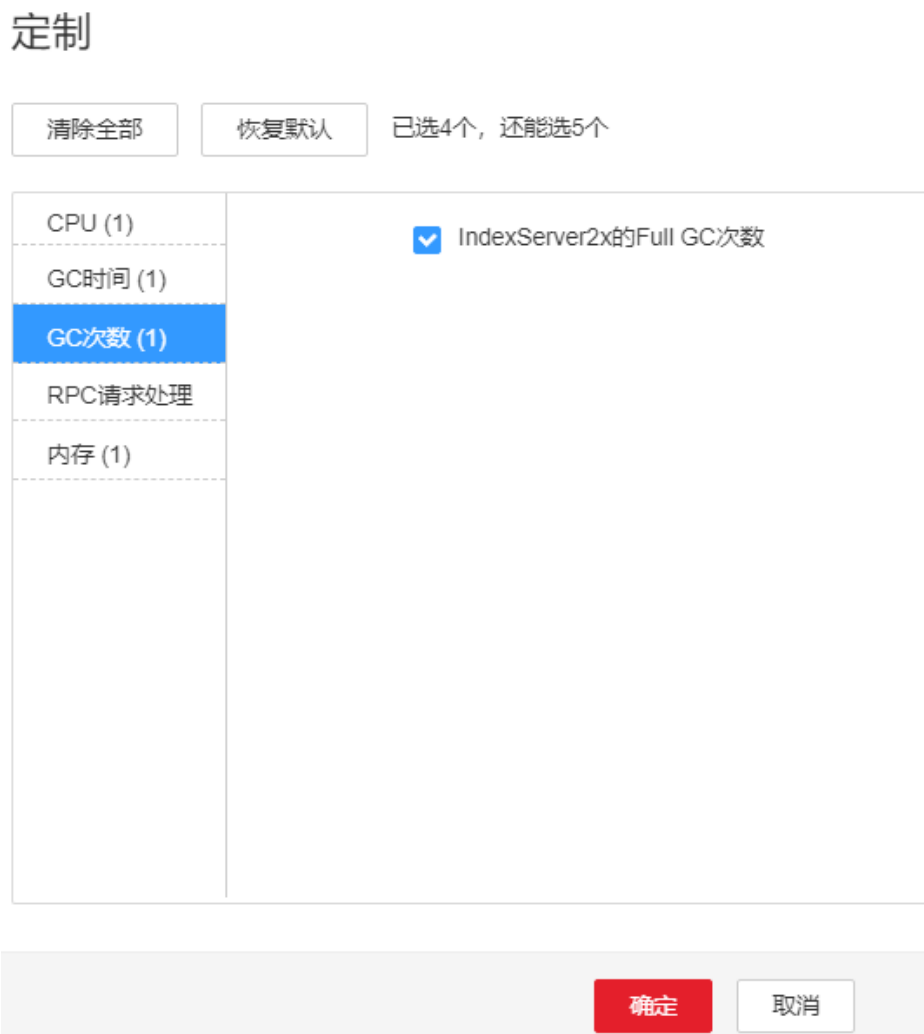 定制
清除全部 恢复默认 已选4个，还能选5个
CPU (1)
IndexServer2x的Full GC次数
GC时间 (1)
GC次数 (1)
RPC请求处理
内存 (1)
确定 取消